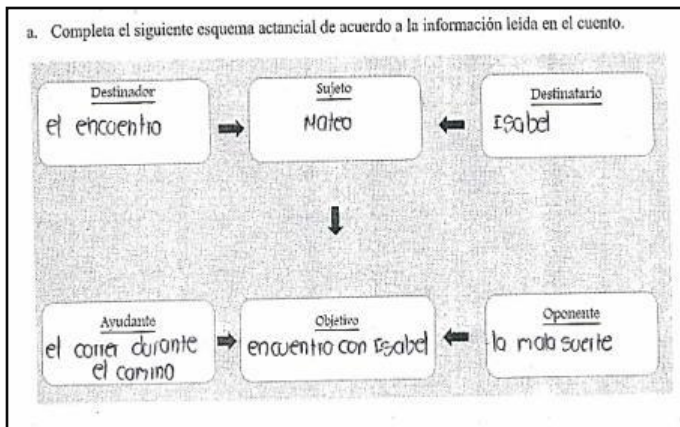 a. Completa el siguiente esquema actancial de acuerdo a la información leída en el cuento.
Destinador
el encuentro
Sujeto
Mateo
Destinatario
Isabel
Ayudante
el correr durante
el camino
Objetivo
encuentro con Isabel
Oponente
la mala suerte